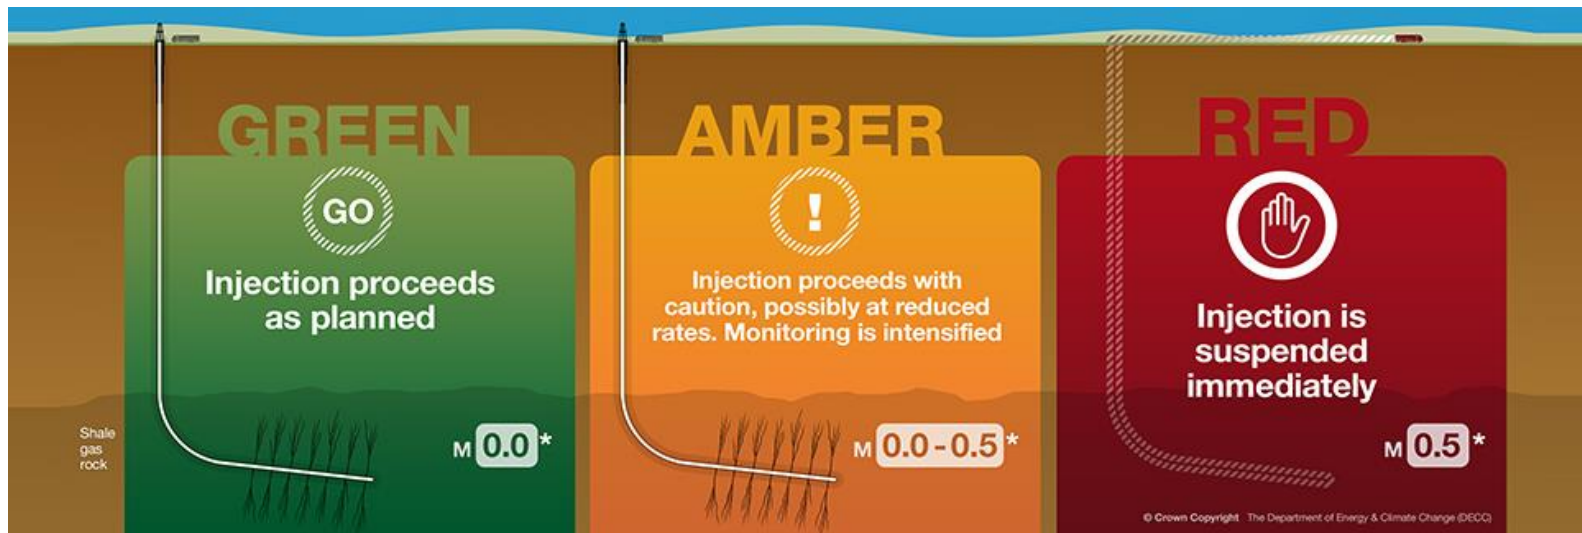 GREEN
GO
Injection proceeds
as planned
M 0.0*
Shale
gas
rock
AMBER
!
Injection proceeds with
caution, possibly at reduced
rates. Monitoring is intensified
M 0.0 - 0.5*
RED
Injection is
suspended
immediately
M 0.5*
© Crown Copyright The Department of Energy & Climate Change (DECC)